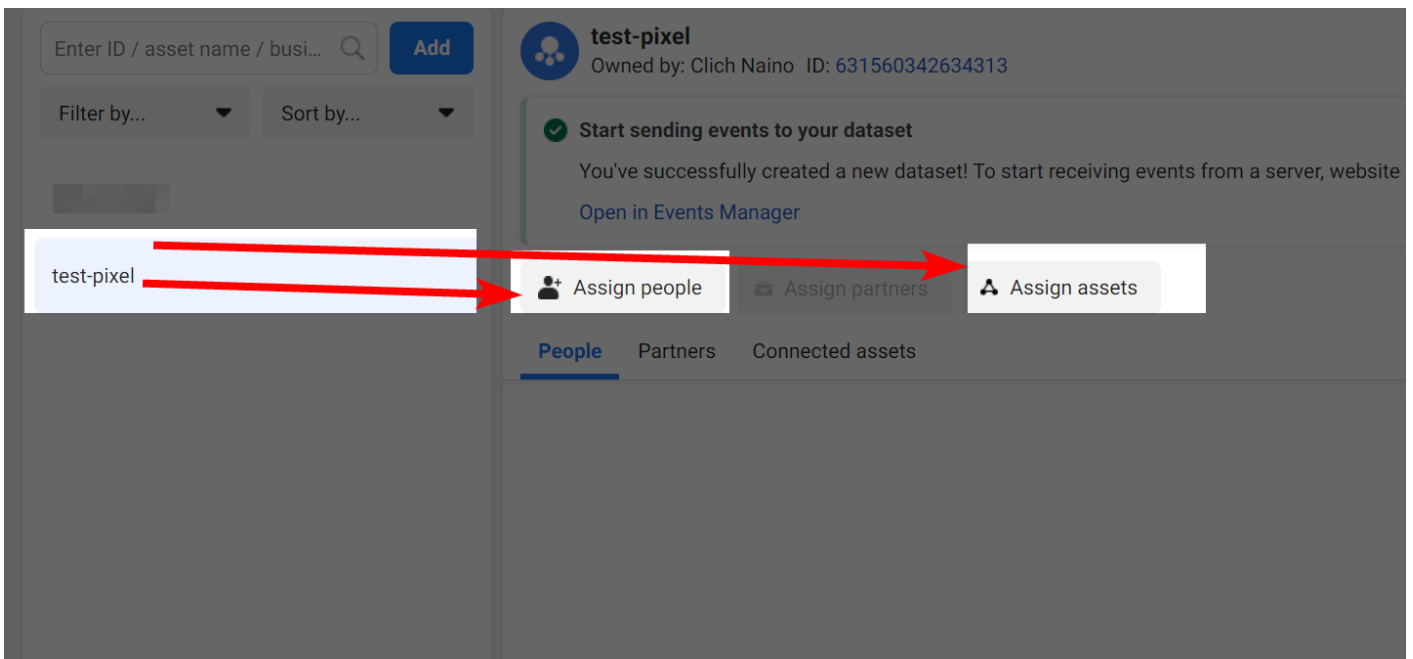 Enter ID / asset name / busi...
Add
Filter by...
Sort by...
test-pixel
test-pixel
Owned by: Clich Naino ID: 631560342634313
Start sending events to your dataset
You've successfully created a new dataset! To start receiving events from a server, website
Open in Events Manager
Assign people
Assign partners
Assign assets
People
Partners
Connected assets